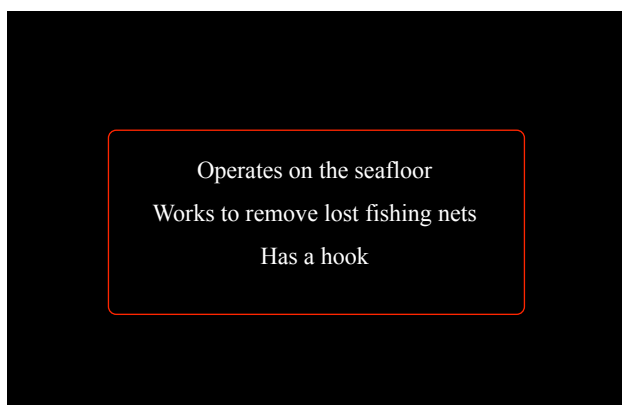 Operates on the seafloor
Works to remove lost fishing nets
Has a hook